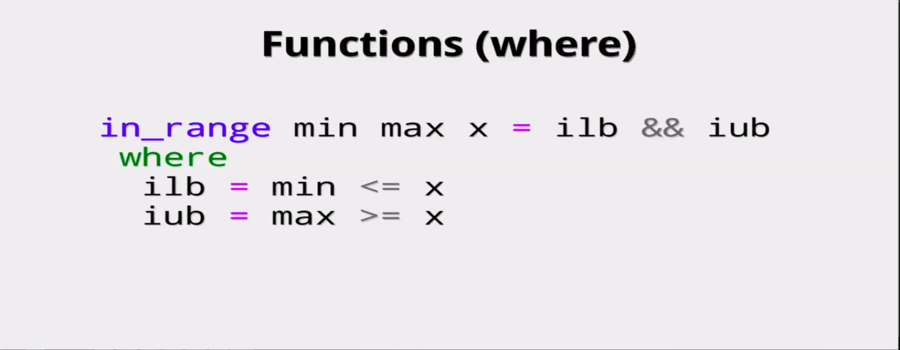 Functions (where)
in_range min max x = ilb && iub
where
ilb = min <= x
iub = max >= x